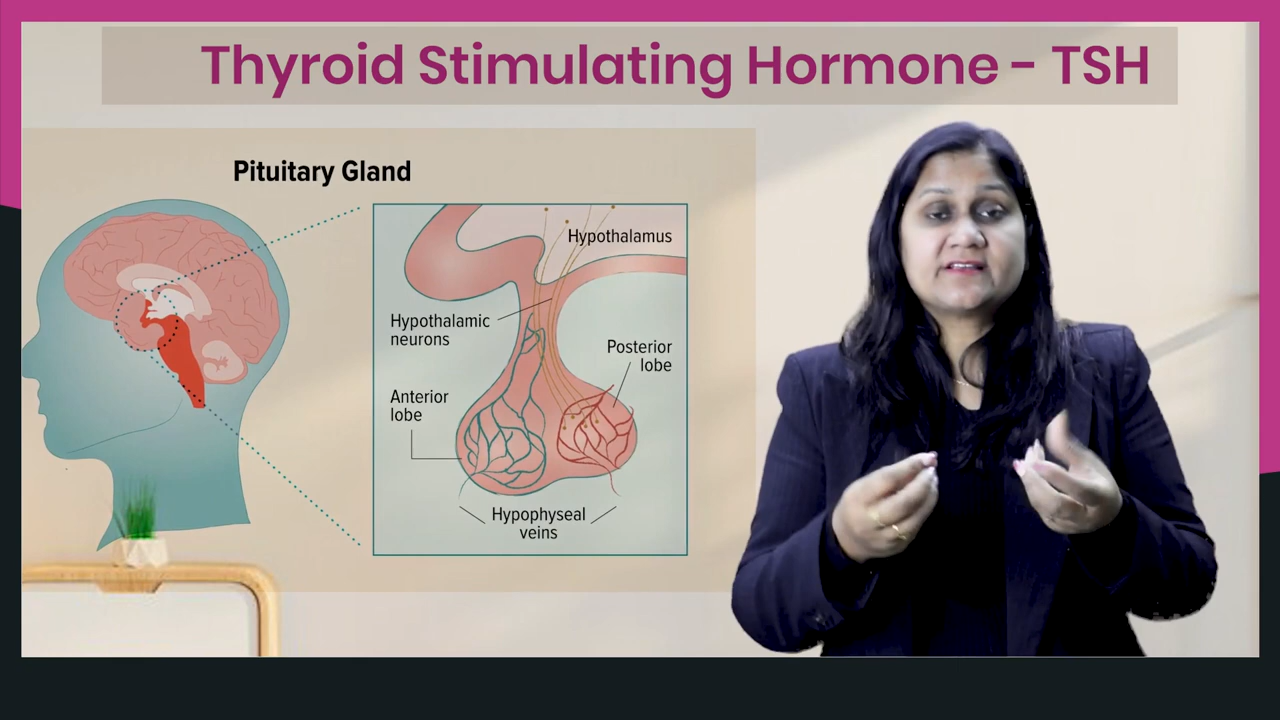 Thyroid Stimulating Hormone - TSH
Pituitary Gland
Hypothalamus
Hypothalamic
neurons
Posterior
lobe
Anterior
lobe
Hypophyseal
veins